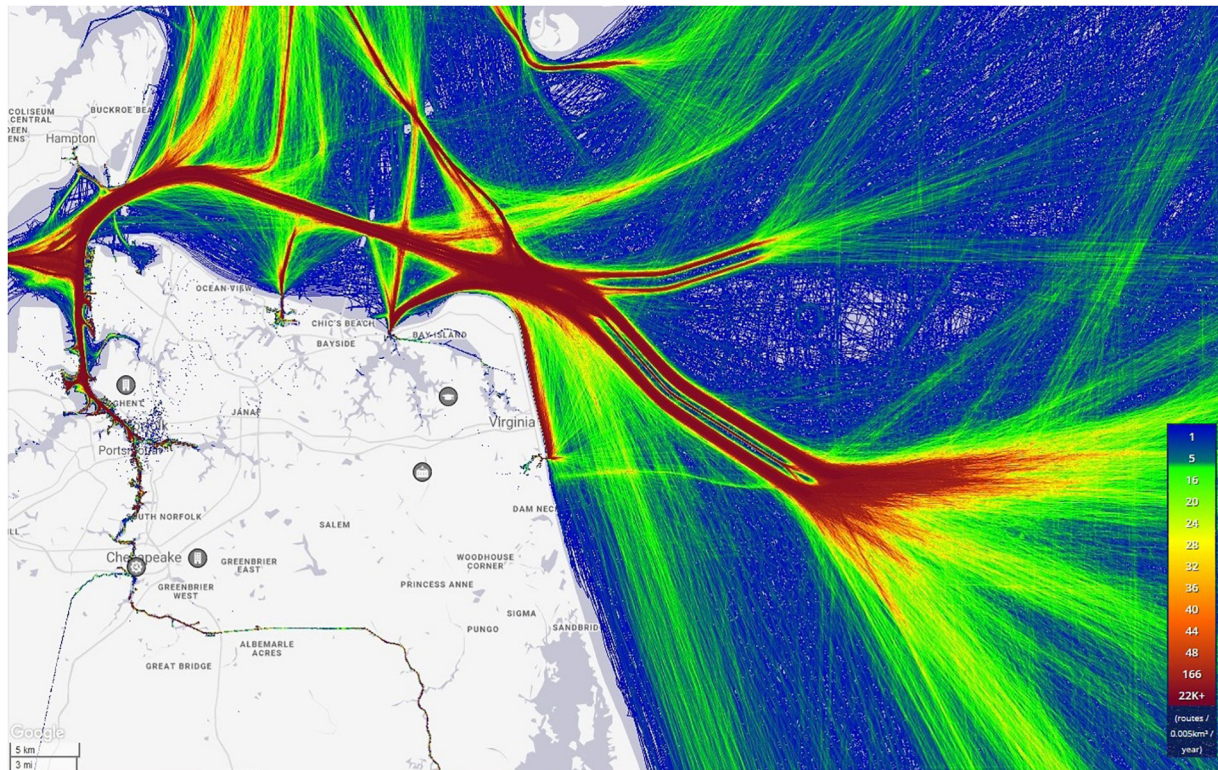 COLISEUM
CENTRAL
BUCKROE BEA
DEEN
ENS
Hampton
OCEAN VIEW
CHIC'S BEACH
BAY ISLAND
BAYSIDE
GHENT
JANAF
Virginia
Portsmouth
DAM NECK
SOUTH NORFOLK
SALEM
Chesapeake
GREENBRIER
EAST
WOODHOUSE
CORNER
GREENBRIER
WEST
PRINCESS ANNE
SIGMA
PUNGO
SANDBRID
ALBEMARLE
ACRES
GREAT BRIDGE
Google
5 km
3 mi
1
5
16
20
24
28
32
36
40
44
48
166
22K+
(routes /
0.005km² /
year)